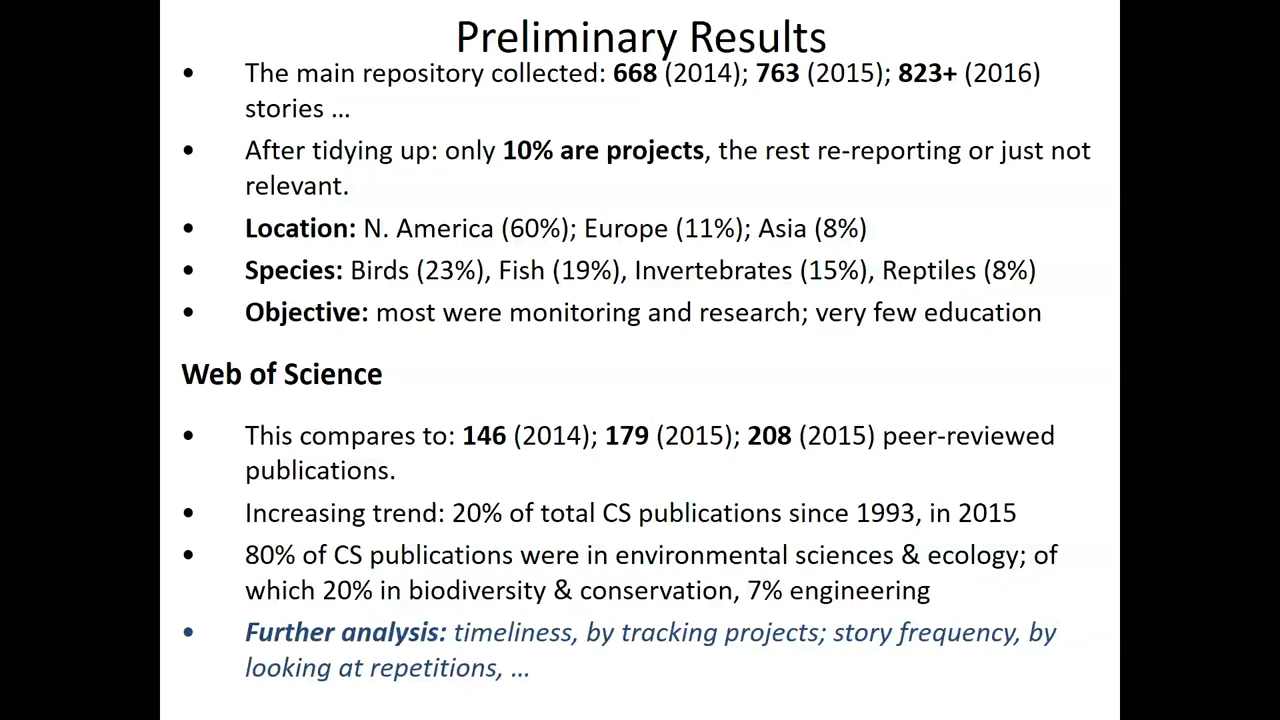 Preliminary Results
• The main repository collected: 668 (2014); 763 (2015); 823+ (2016)
stories …
• After tidying up: only 10% are projects, the rest re-reporting or just not
relevant.
• Location: N. America (60%); Europe (11%); Asia (8%)
• Species: Birds (23%), Fish (19%), Invertebrates (15%), Reptiles (8%)
• Objective: most were monitoring and research; very few education
Web of Science
• This compares to: 146 (2014); 179 (2015); 208 (2015) peer-reviewed
publications.
• Increasing trend: 20% of total CS publications since 1993, in 2015
• 80% of CS publications were in environmental sciences & ecology; of
which 20% in biodiversity & conservation, 7% engineering
• Further analysis: timeliness, by tracking projects; story frequency, by
looking at repetitions, …